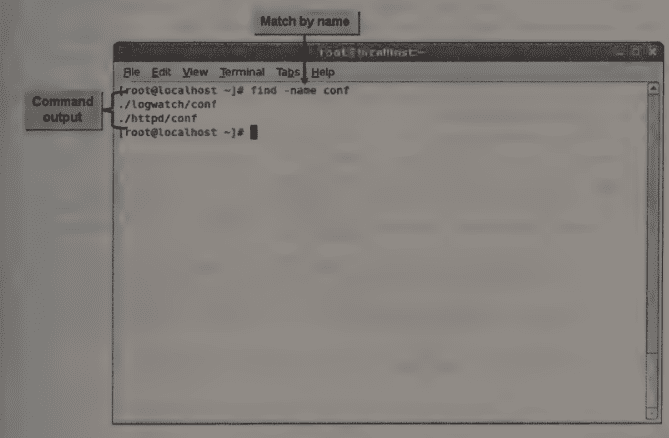 Match by name
root@localhost:~
File Edit View Terminal Tabs Help
[root@localhost ~]# find -name conf
./logwatch/conf
./httpd/conf
[root@localhost ~]#
Command
output